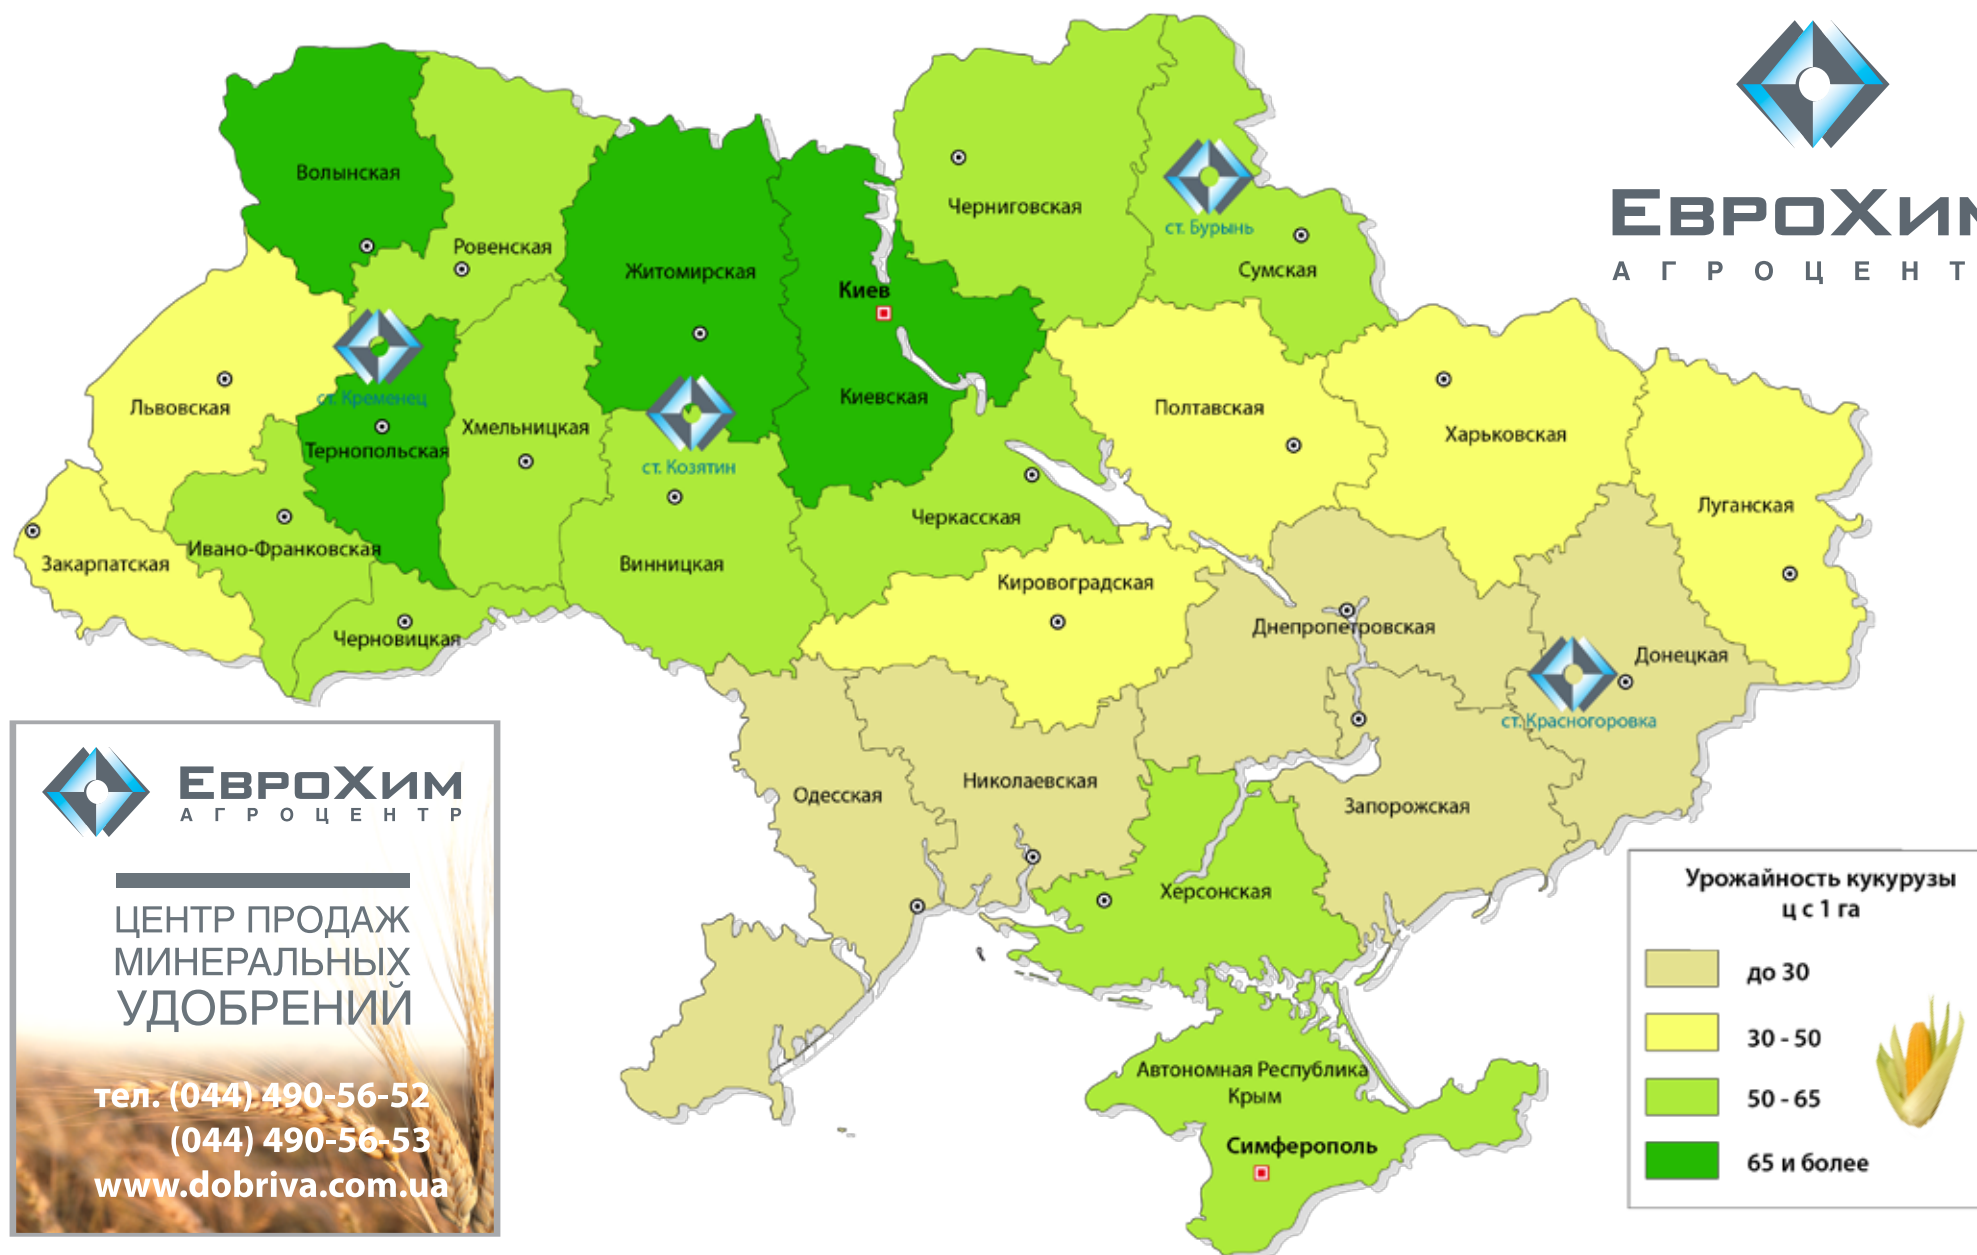 Волынская
Ровенская
Житомирская
Киев
Киевская
Черниговская
ст. Бурынь
Сумская
ЕвроХим
АГРОЦЕНТ
Львовская
ст. Кременец
Тернопольская
Хмельницкая
ст. Козятин
Черкасская
Полтавская
Харьковская
Луганская
Закарпатская
Ивано-Франковская
Черновицкая
Винницкая
Кировоградская
Днепропетровская
Донецкая
ст. Красногоровка
Одесская
Николаевская
Запорожская
Херсонская
Автономная Республика
Крым
Симферополь
ЕвроХим
АГРОЦЕНТР
ЦЕНТР ПРОДАЖ
МИНЕРАЛЬНЫХ
УДОБРЕНИЙ
тел. (044) 490-56-52
(044) 490-56-53
www.dobriva.com.ua
Урожайность кукурузы
ц с 1 га
до 30
30 - 50
50 - 65
65 и более